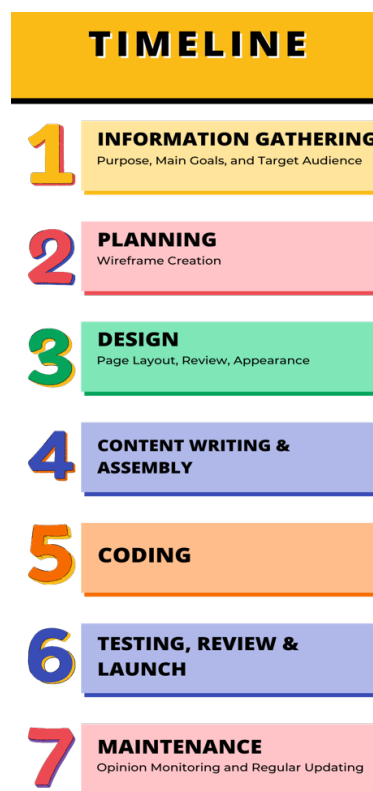 TIMELINE
1
INFORMATION GATHERING
Purpose, Main Goals, and Target Audience
2
PLANNING
Wireframe Creation
3
DESIGN
Page Layout, Review, Appearance
4
CONTENT WRITING &
ASSEMBLY
5
CODING
6
TESTING, REVIEW &
LAUNCH
7
MAINTENANCE
Opinion Monitoring and Regular Updating